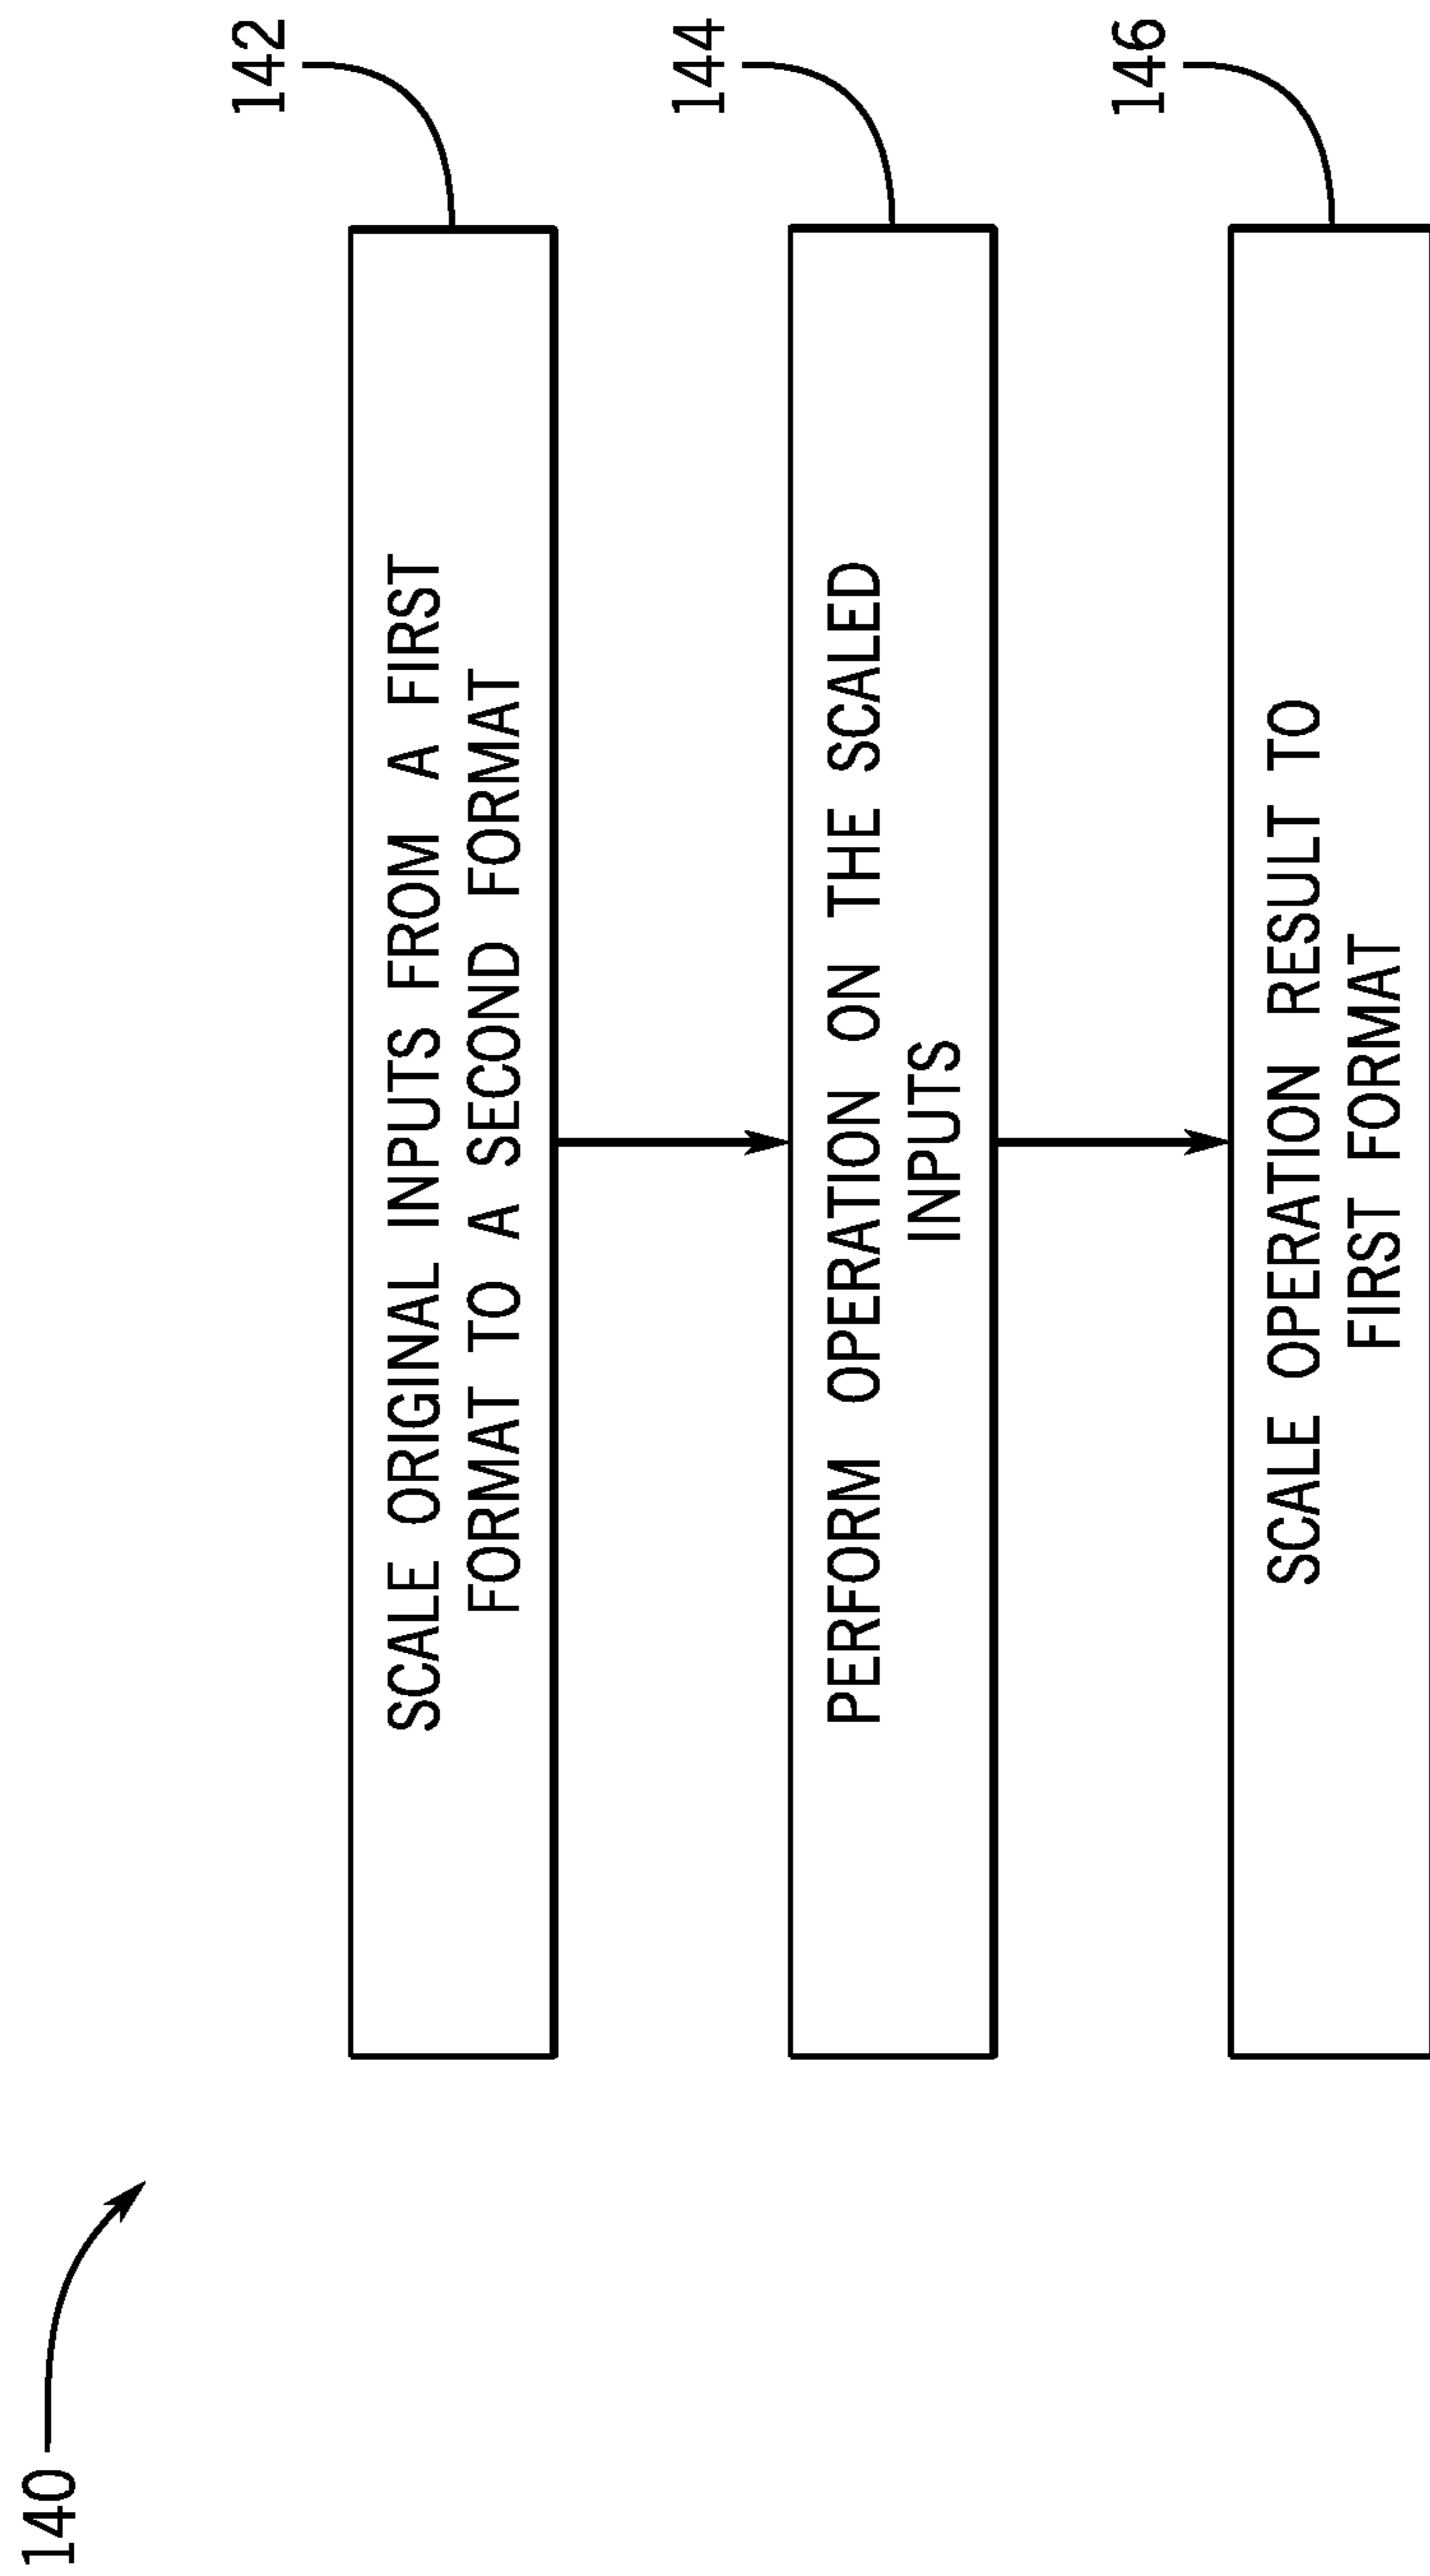 140
142
SCALE ORIGINAL INPUTS FROM A FIRST
FORMAT TO A SECOND FORMAT
144
PERFORM OPERATION ON THE SCALED
INPUTS
146
SCALE OPERATION RESULT TO
FIRST FORMAT